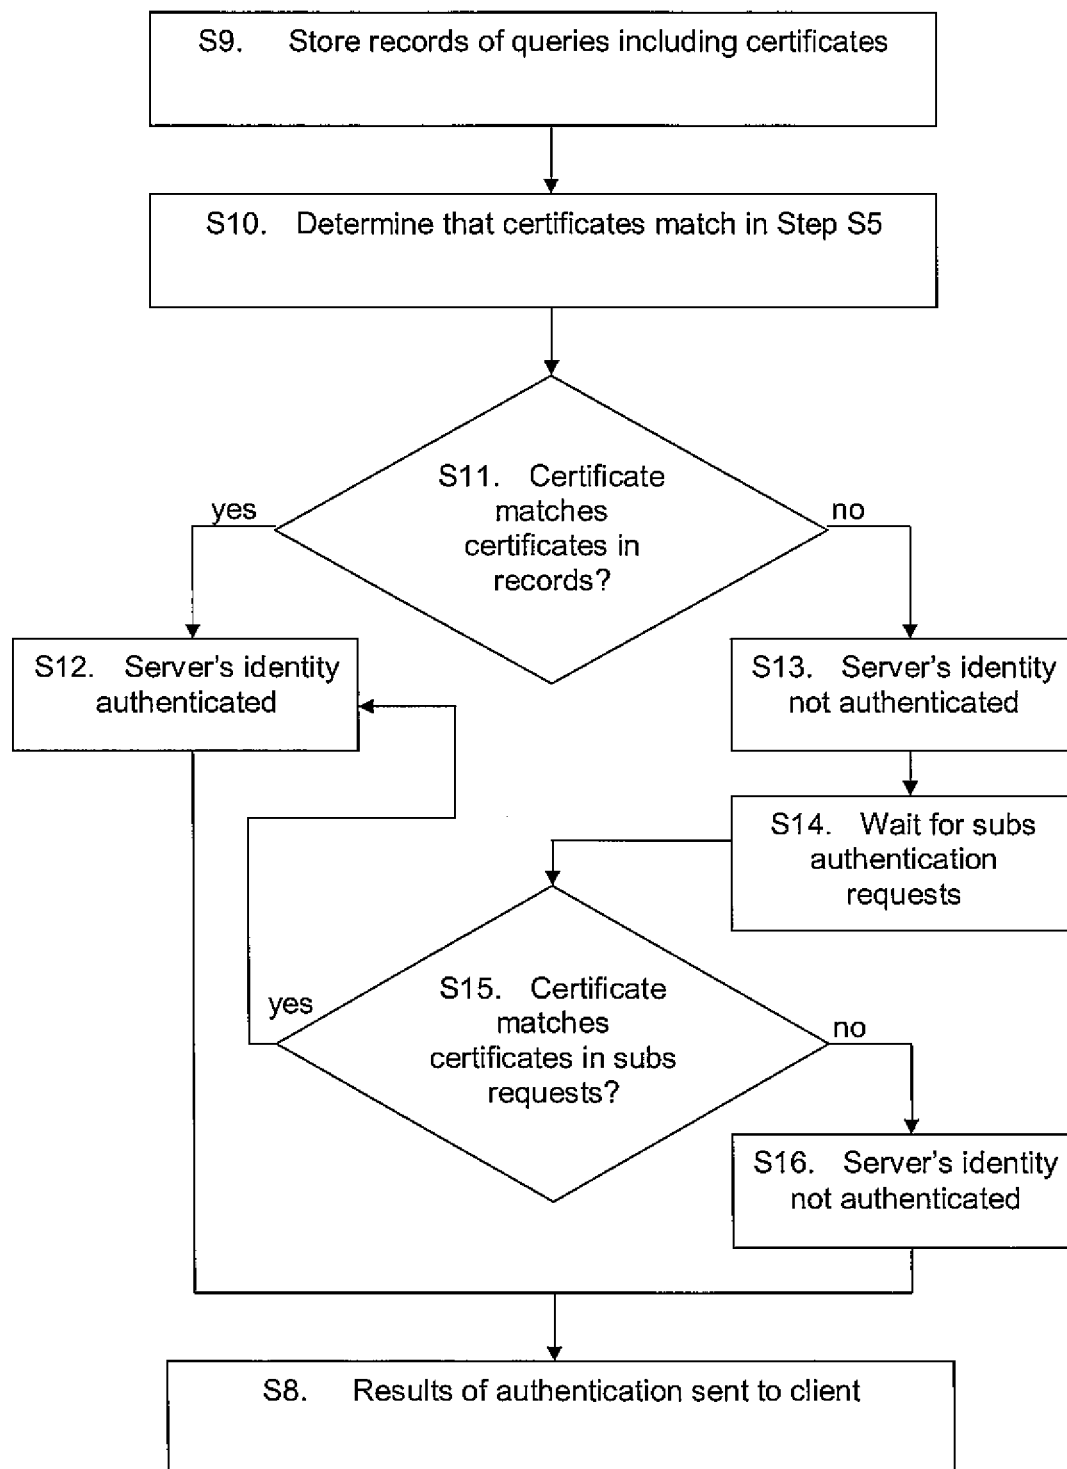 S9. Store records of queries including certificates
S10. Determine that certificates match in Step S5
S11. Certificate
matches
certificates in
records?
yes
no
S12. Server's identity
authenticated
S13. Server's identity
not authenticated
S14. Wait for subs
authentication
requests
S15. Certificate
matches
certificates in subs
requests?
yes
no
S16. Server's identity
not authenticated
S8. Results of authentication sent to client